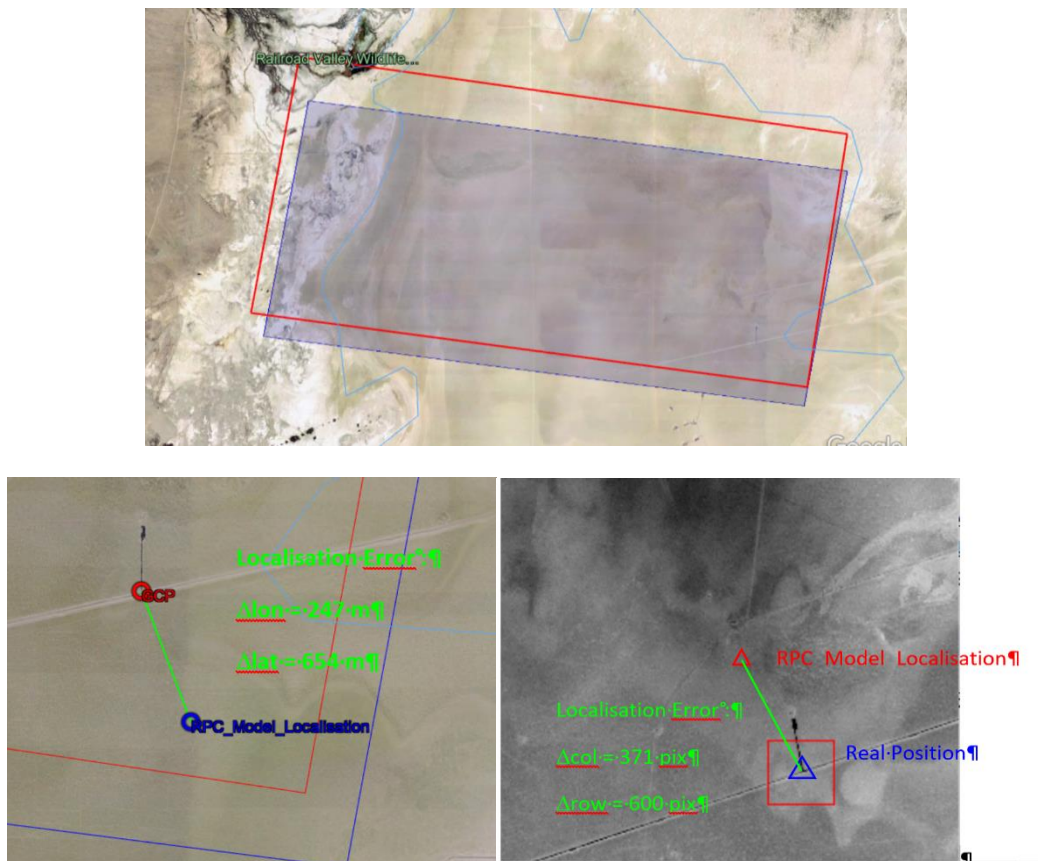 Railroad Valley Wildlife...
Google
Localisation·Error°:¶
GCP
Δlon·=·247·m¶
Δlat·=·654·m¶
RPC_Model_Localisation
RPC Model Localisation¶
Localisation·Error°:¶
Real·Position¶
Δcol·=·371·pix¶
Δrow·=·600·pix¶
¶